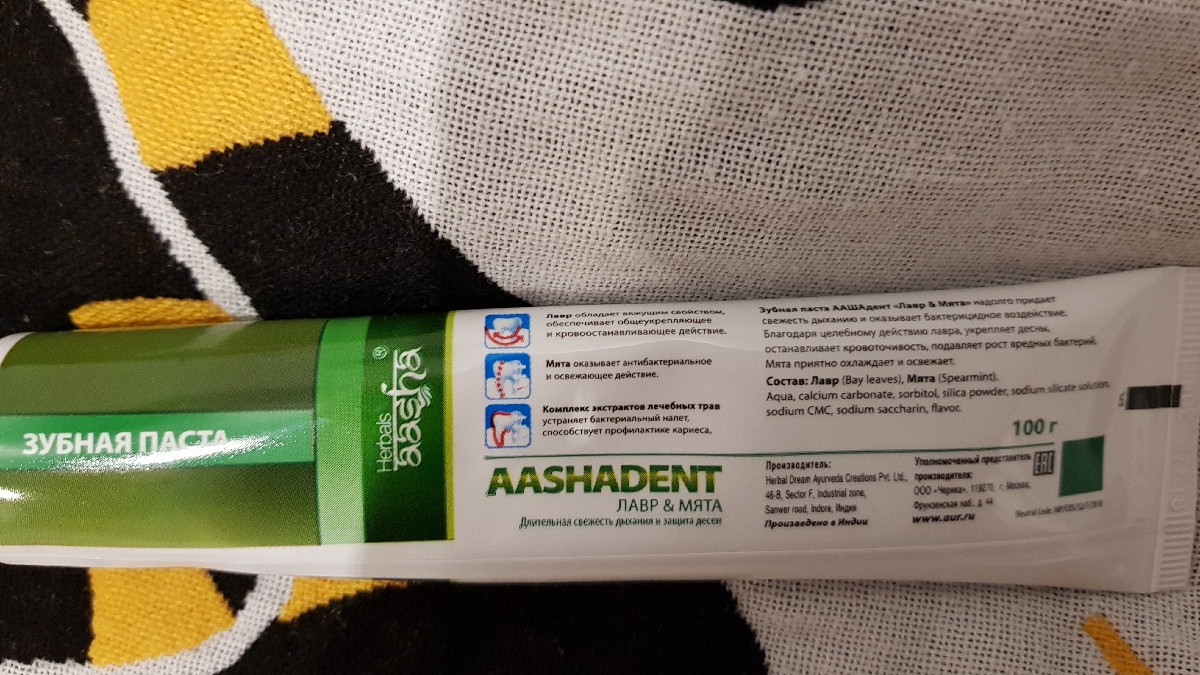 ЗУБНАЯ ПАСТА
Herbals
aasha®
Лавр обладает вяжущим свойством,
обеспечивает общеукрепляющее
и кровоостанавливающее действие.
Мята оказывает антибактериальное
и освежающее действие.
Комплекс экстрактов лечебных трав
устраняет бактериальный налет,
способствует профилактике кариеса.
AASHADENT
ЛАВР & МЯТА
Длительная свежесть дыхания и защита десен
Зубная паста ААШАдент «Лавр & Мята» надолго придает
свежесть дыханию и оказывает бактерицидное воздействие.
Благодаря целебному действию лавра, укрепляет десны,
останавливает кровоточивость, подавляет рост вредных бактерий.
Мята приятно охлаждает и освежает.
Состав: Лавр (Bay leaves), Мята (Spearmint).
Aqua, calcium carbonate, sorbitol, silica powder, sodium silicate solution,
sodium CMC, sodium saccharin, flavor.
100 г
Производитель:
Herbal Dream Ayurveda Creations Pvt. Ltd.,
46-B, Sector F, Industrial zone,
Sanwer road, Indore, Индия
Произведено в Индии
Уполномоченный представитель
производителя:
ООО «Черика», 119270, г. Москва,
Фрунзенская наб., д. 44
www.aur.ru
EAC
Neutral Code: